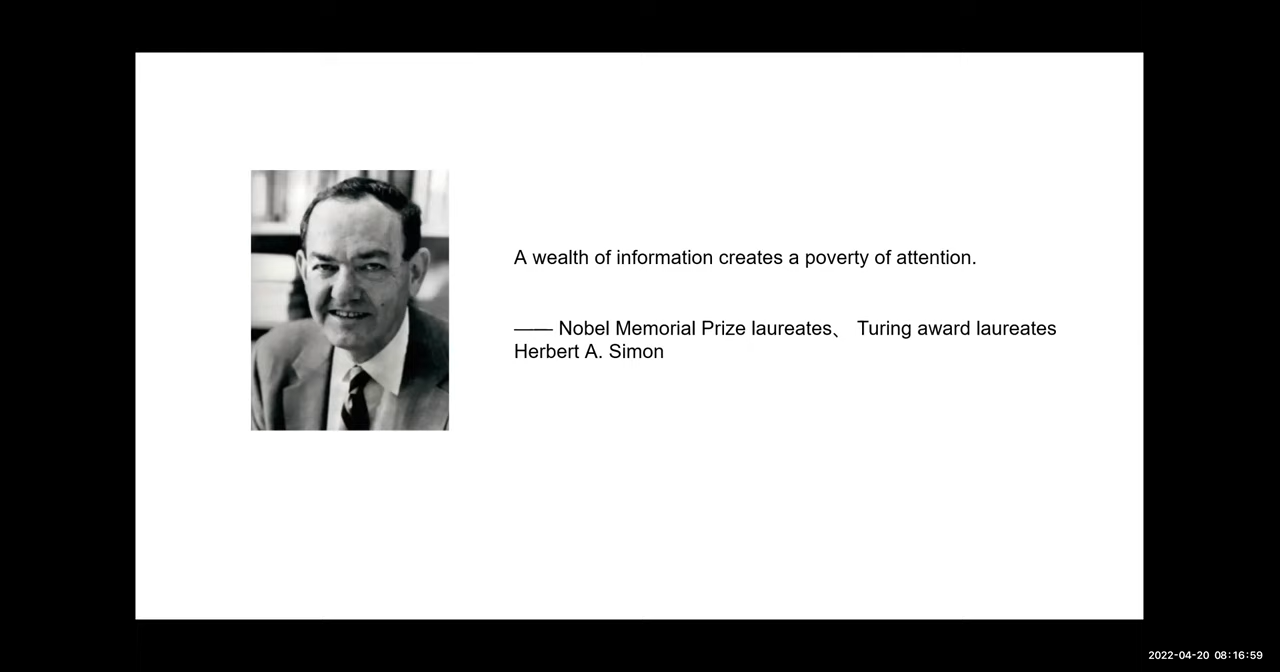 A wealth of information creates a poverty of attention.
—— Nobel Memorial Prize laureates、 Turing award laureates
Herbert A. Simon
2022-04-20 08:16:59